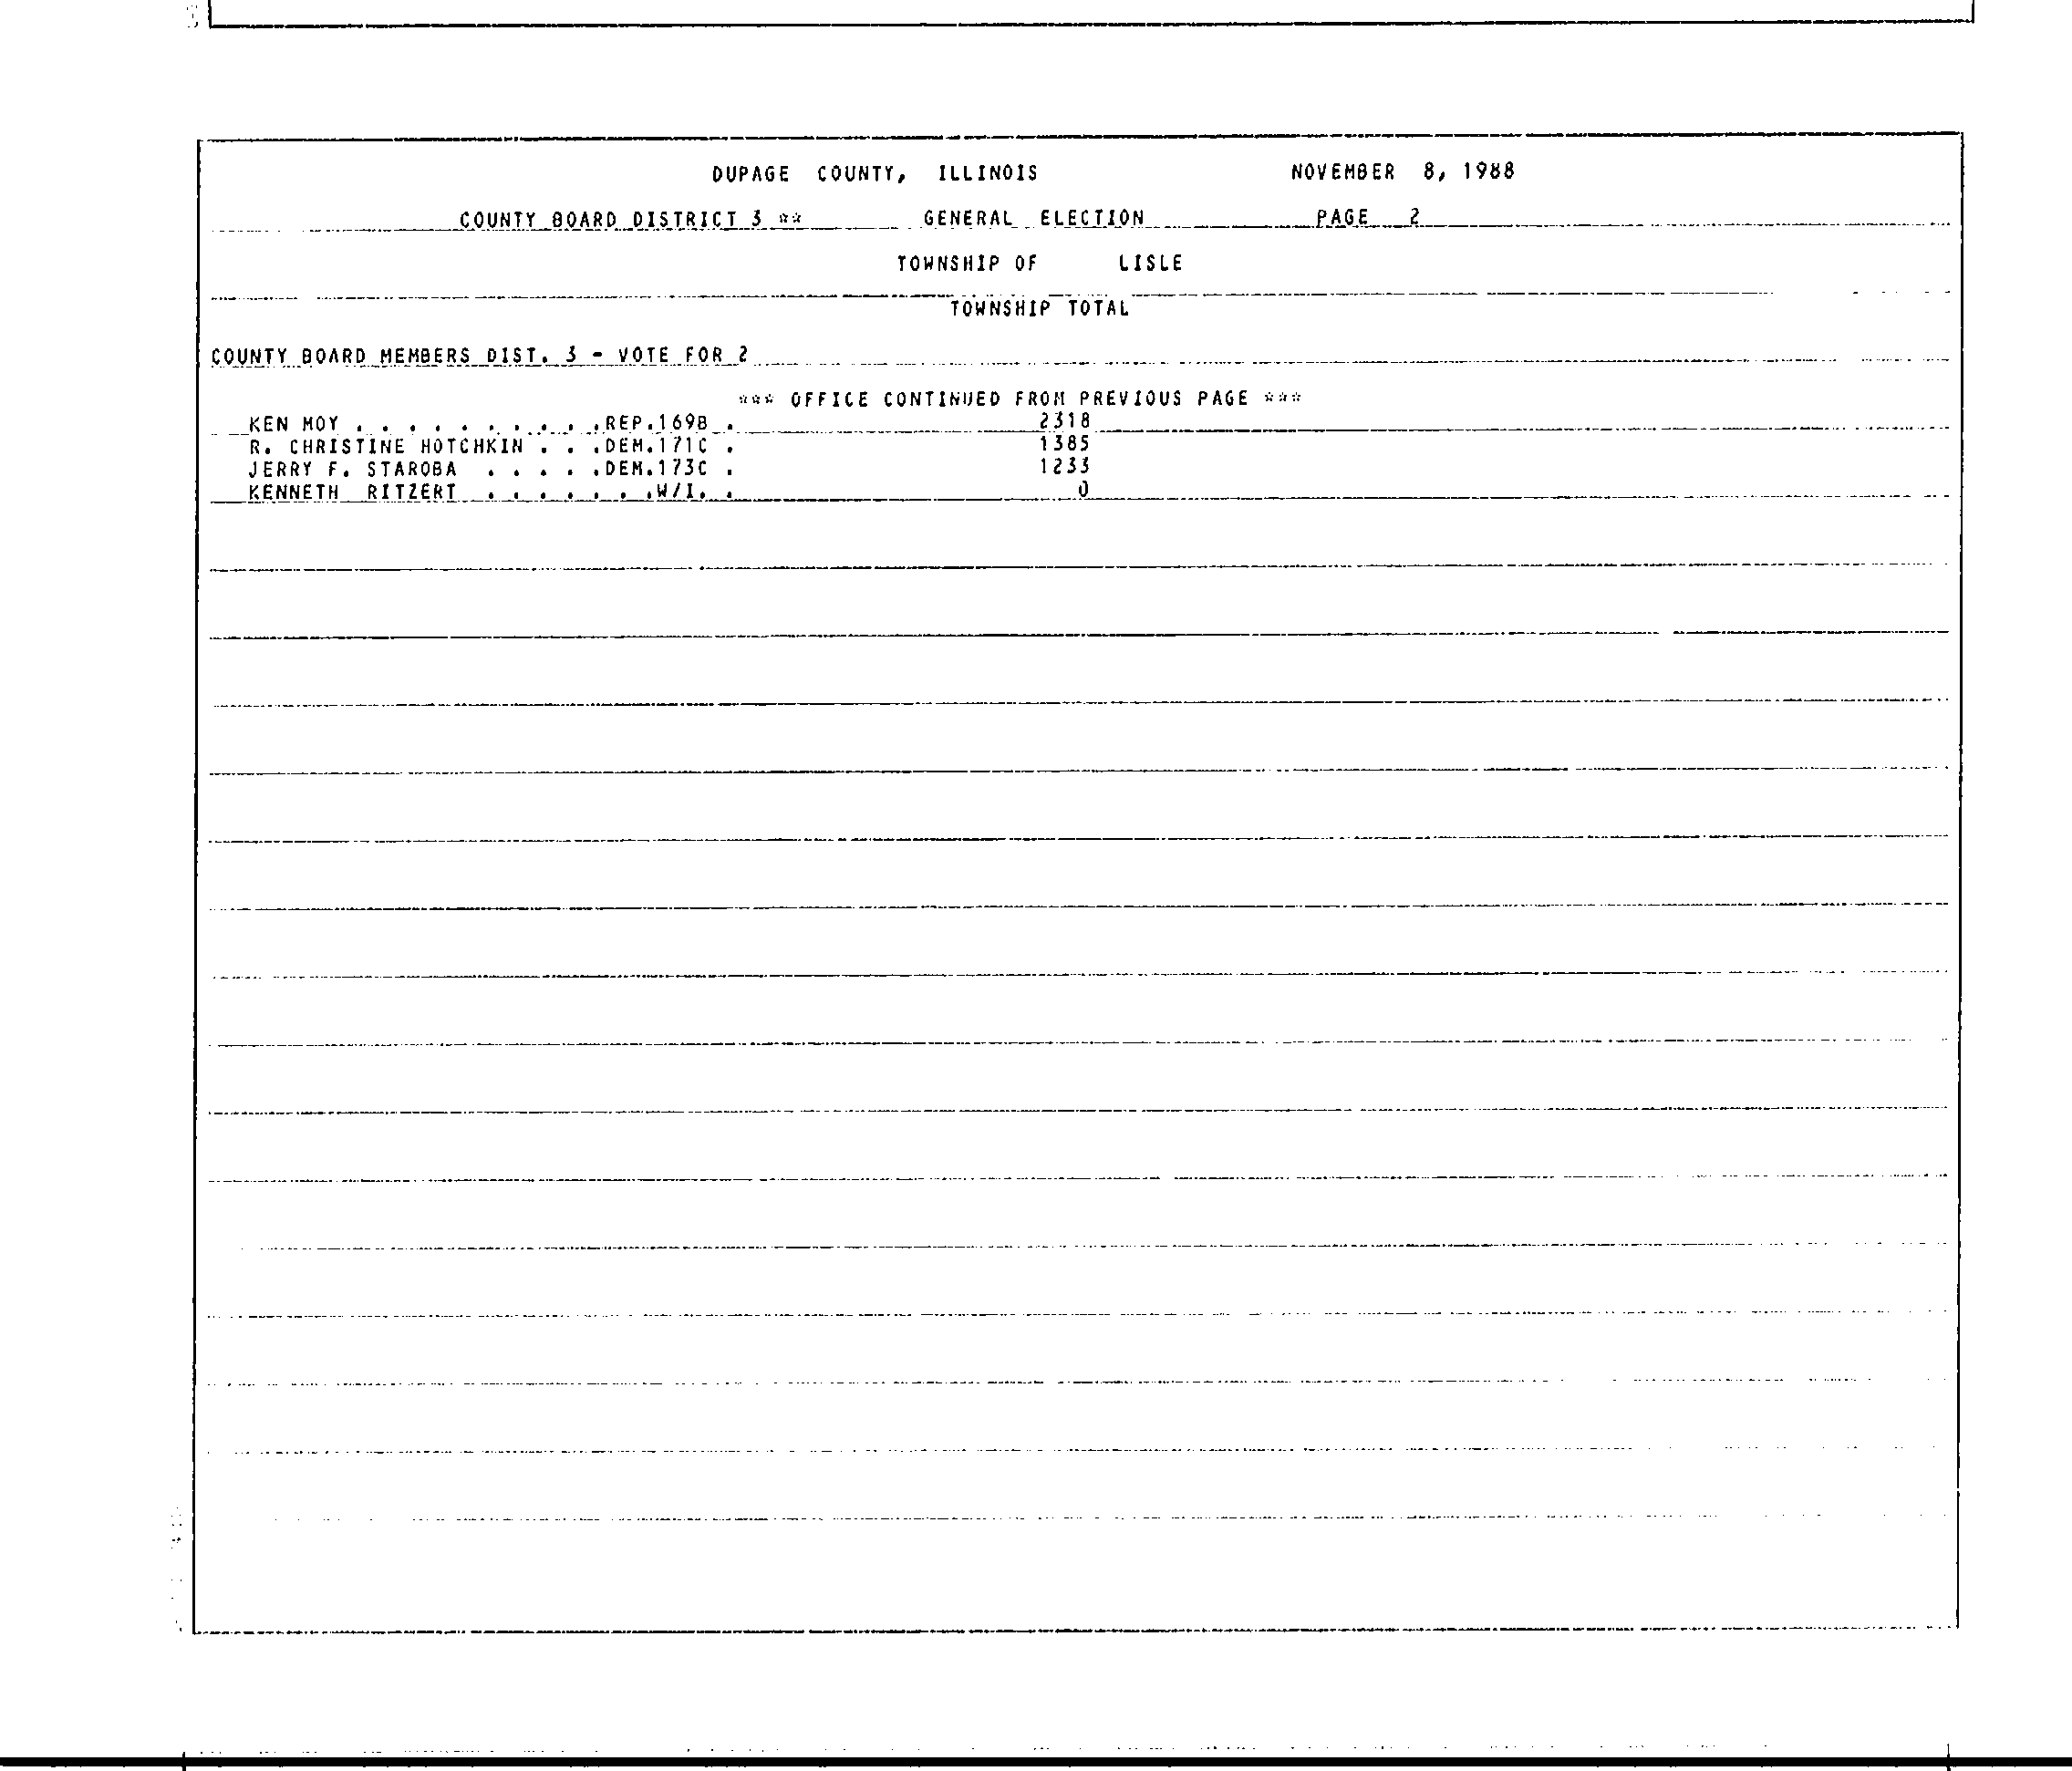 DUPAGE COUNTY, ILLINOIS NOVEMBER 8, 1988
COUNTY BOARD DISTRICT 3 ** GENERAL ELECTION PAGE 2
TOWNSHIP OF LISLE
TOWNSHIP TOTAL
COUNTY BOARD MEMBERS DIST. 3 - VOTE FOR 2
*** OFFICE CONTINUED FROM PREVIOUS PAGE ***
KEN MOY . . . . . . . . . .REP.169B . 2318
R. CHRISTINE HOTCHKIN . . .DEM.171C . 1385
JERRY F. STAROBA . . . . .DEM.173C . 1233
KENNETH RITZERT . . . . . . .W/I. . 0